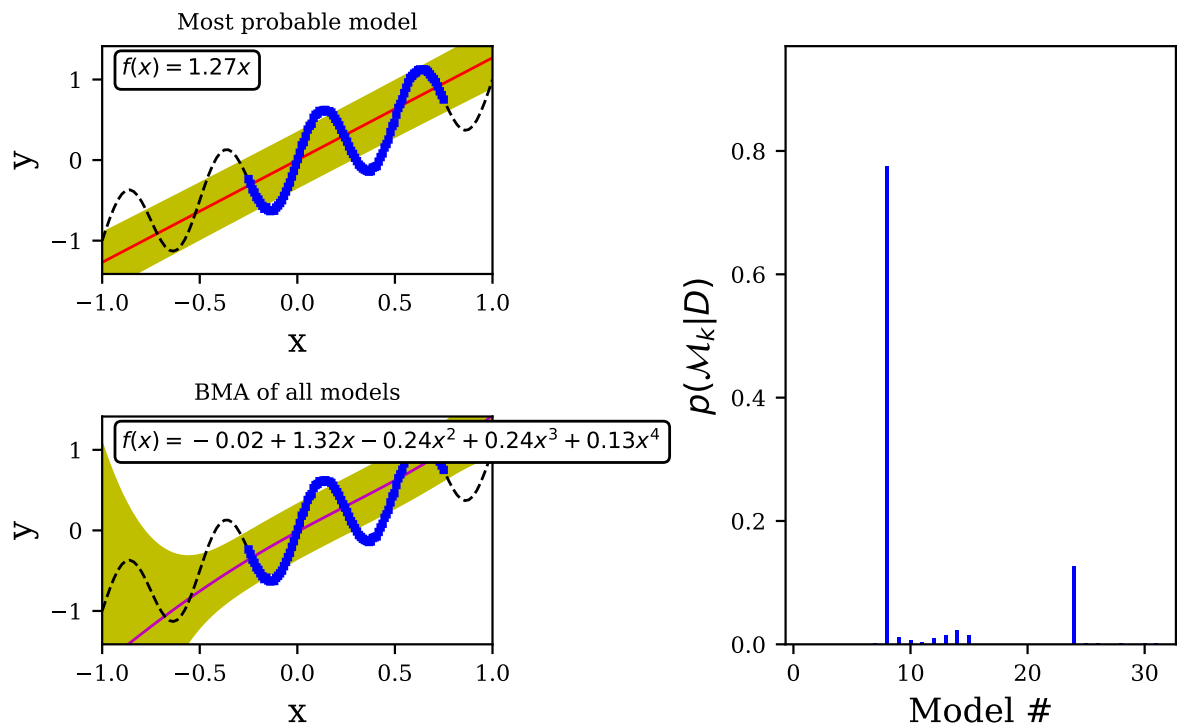 Most probable model
f(x) = 1.27x
1
0
−1
y
−1.0 −0.5 0.0 0.5 1.0
x
BMA of all models
f(x) = − 0.02 + 1.32x − 0.24x² + 0.24x³ + 0.13x⁴
1
0
−1
y
−1.0 −0.5 0.0 0.5 1.0
x
0.8
0.6
0.4
0.2
0.0
p(ℳₖ|D)
0 10 20 30
Model #